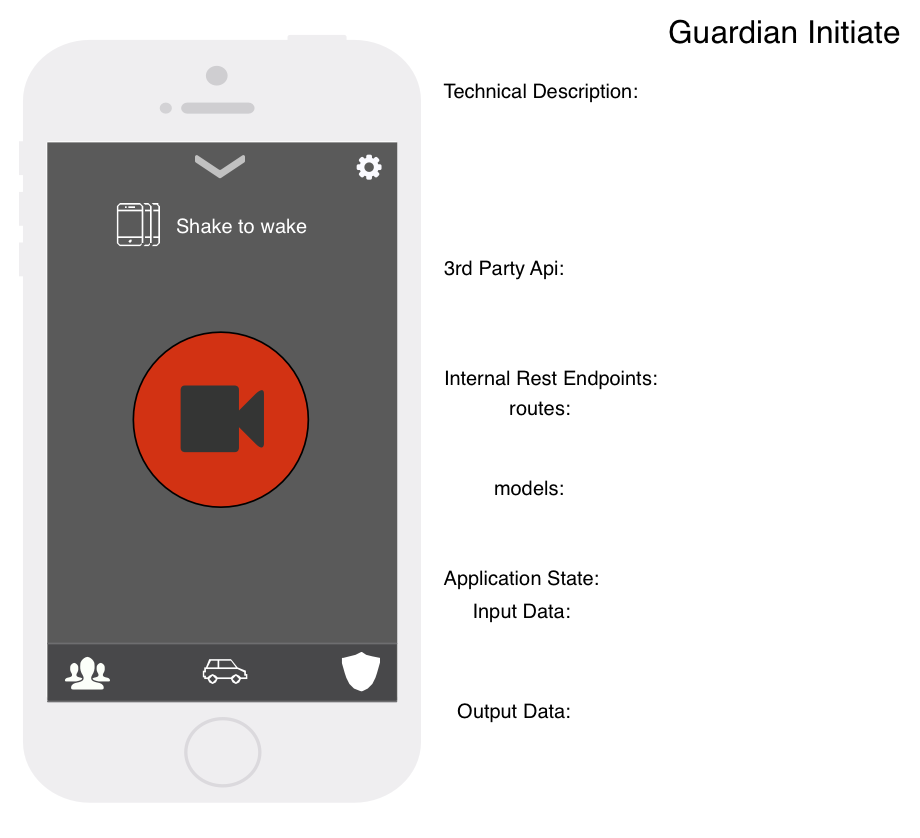 Guardian Initiate
Technical Description:
Shake to wake
3rd Party Api:
Internal Rest Endpoints:
routes:
models:
Application State:
Input Data:
Output Data: